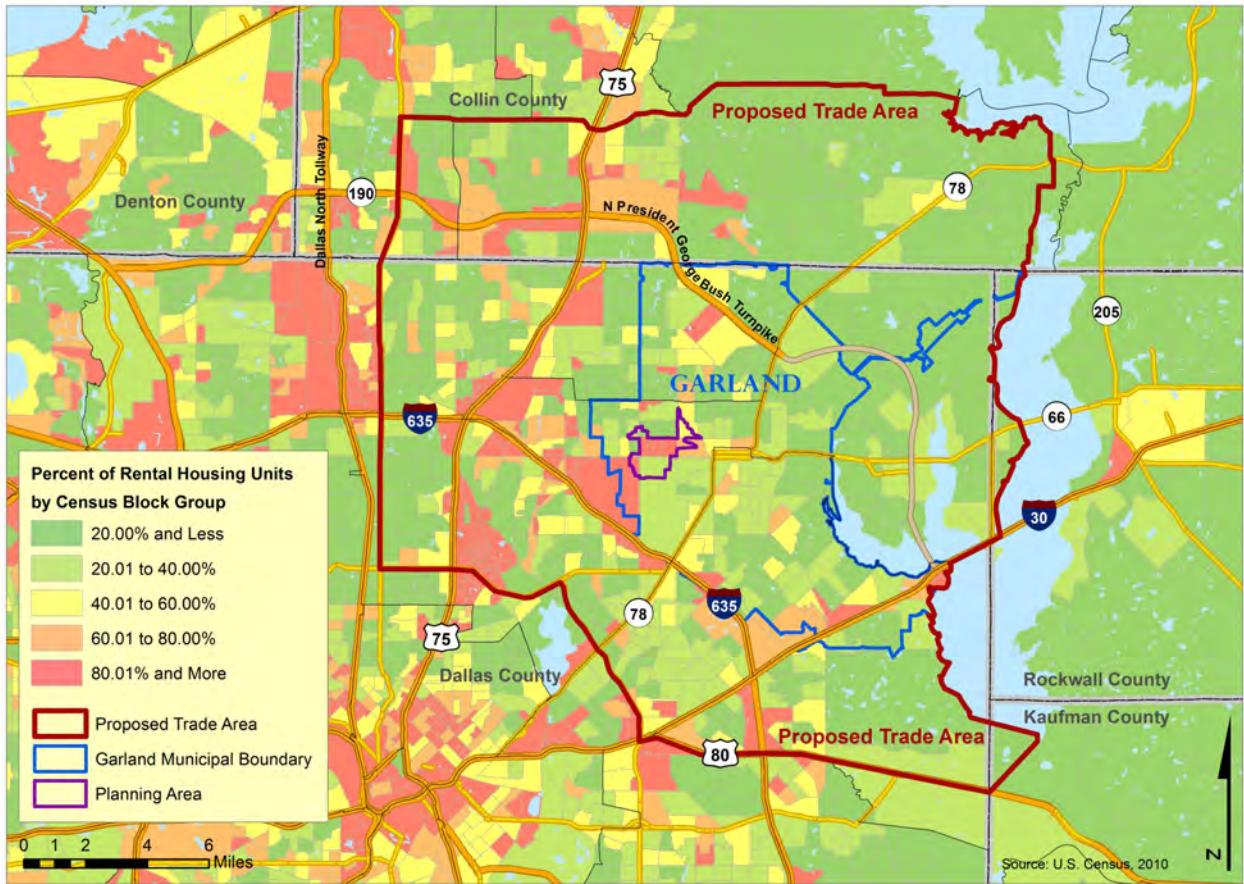 75
Collin County
Proposed Trade Area
Dallas North Tollway
190
78
Denton County
N President George Bush Turnpike
205
GARLAND
635
66
30
Percent of Rental Housing Units
by Census Block Group
20.00% and Less
20.01 to 40.00%
40.01 to 60.00%
60.01 to 80.00%
80.01% and More
Proposed Trade Area
Garland Municipal Boundary
Planning Area
635
78
75
Dallas County
Rockwall County
Kaufman County
Proposed Trade Area
80
0 1 2 4 6
Miles
Source: U.S. Census, 2010
N